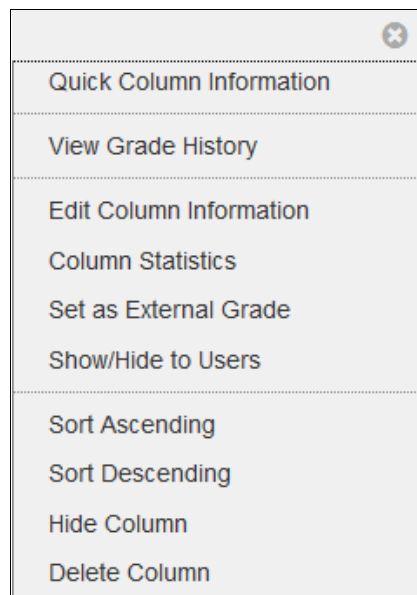 Quick Column Information
View Grade History
Edit Column Information
Column Statistics
Set as External Grade
Show/Hide to Users
Sort Ascending
Sort Descending
Hide Column
Delete Column